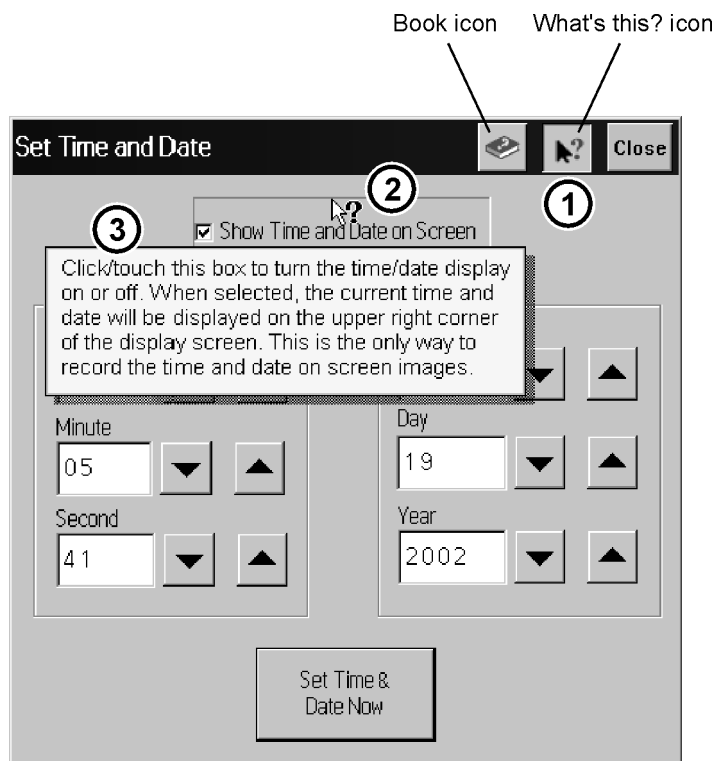 Book icon What's this? icon
Set Time and Date
Close
1
2
3
Show Time and Date on Screen
Click/touch this box to turn the time/date display
on or off. When selected, the current time and
date will be displayed on the upper right corner
of the display screen. This is the only way to
record the time and date on screen images.
Minute
05
Second
41
Day
19
Year
2002
Set Time &
Date Now